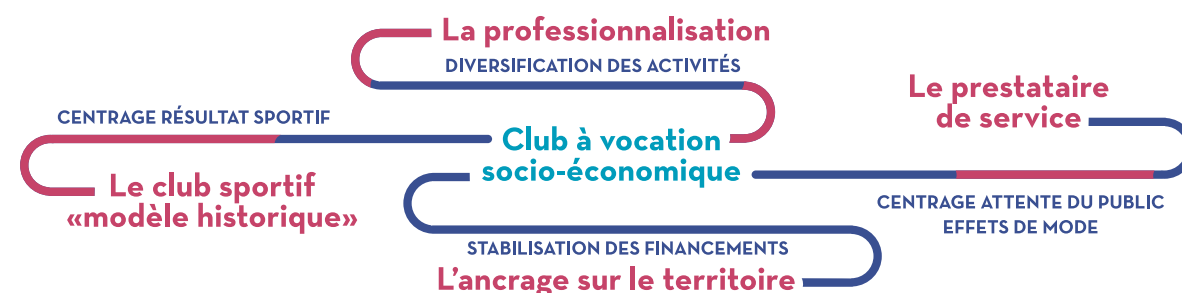 La professionnalisation
DIVERSIFICATION DES ACTIVITÉS
CENTRAGE RÉSULTAT SPORTIF
Le club sportif
«modèle historique»
Club à vocation
socio-économique
Le prestataire
de service
CENTRAGE ATTENTE DU PUBLIC
EFFETS DE MODE
STABILISATION DES FINANCEMENTS
L'ancrage sur le territoire